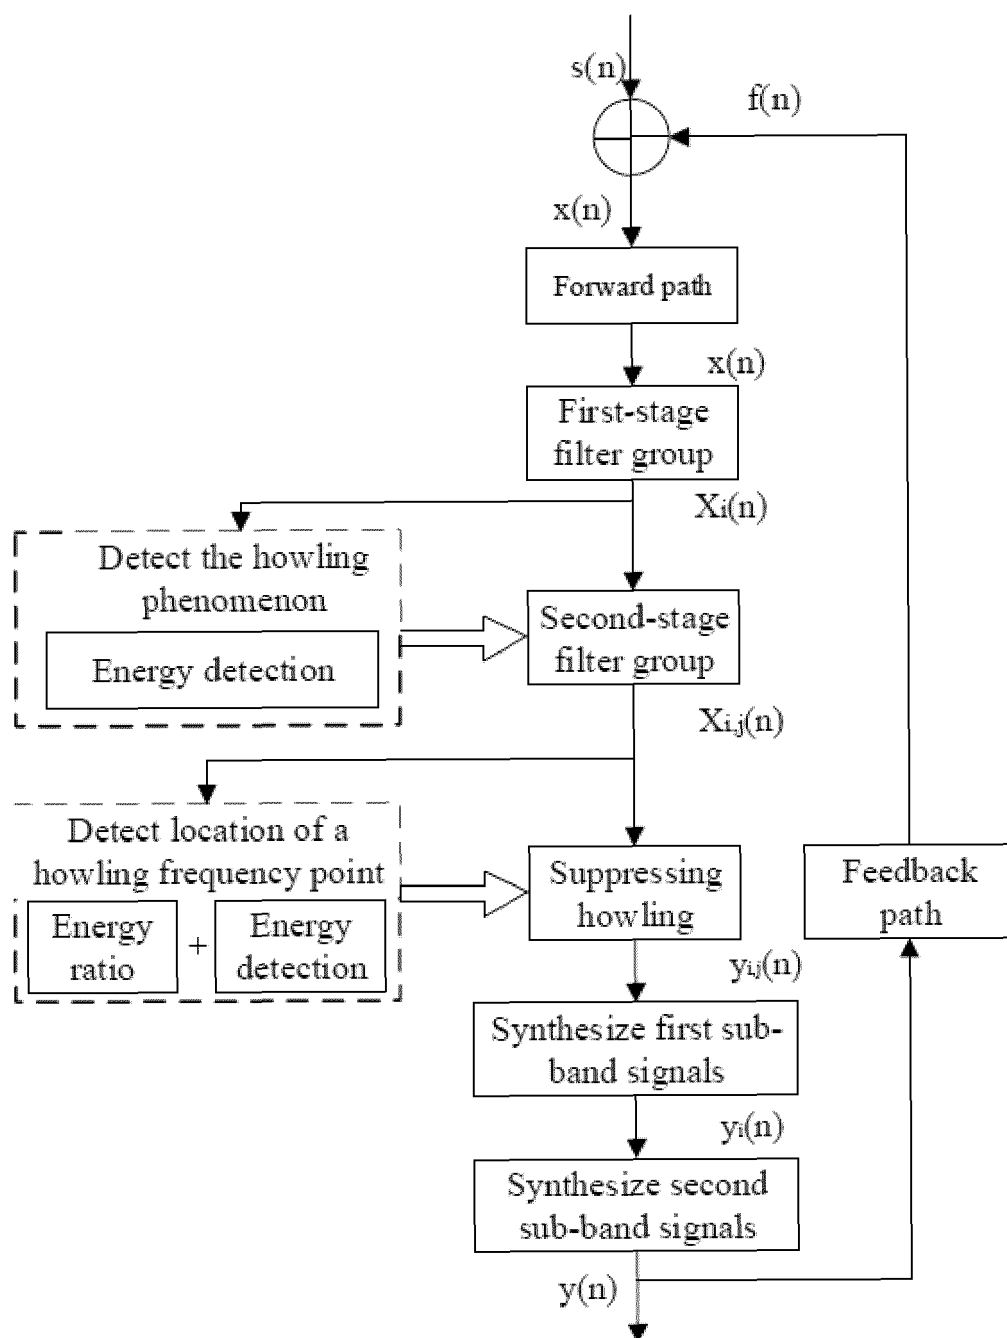 s(n)
f(n)
x(n)
Forward path
x(n)
First-stage
filter group
Xi(n)
Detect the howling
phenomenon
Energy detection
Second-stage
filter group
Xi,j(n)
Detect location of a
howling frequency point
Energy
ratio
+
Energy
detection
Suppressing
howling
Feedback
path
yi,j(n)
Synthesize first sub-
band signals
yi(n)
Synthesize second
sub-band signals
y(n)